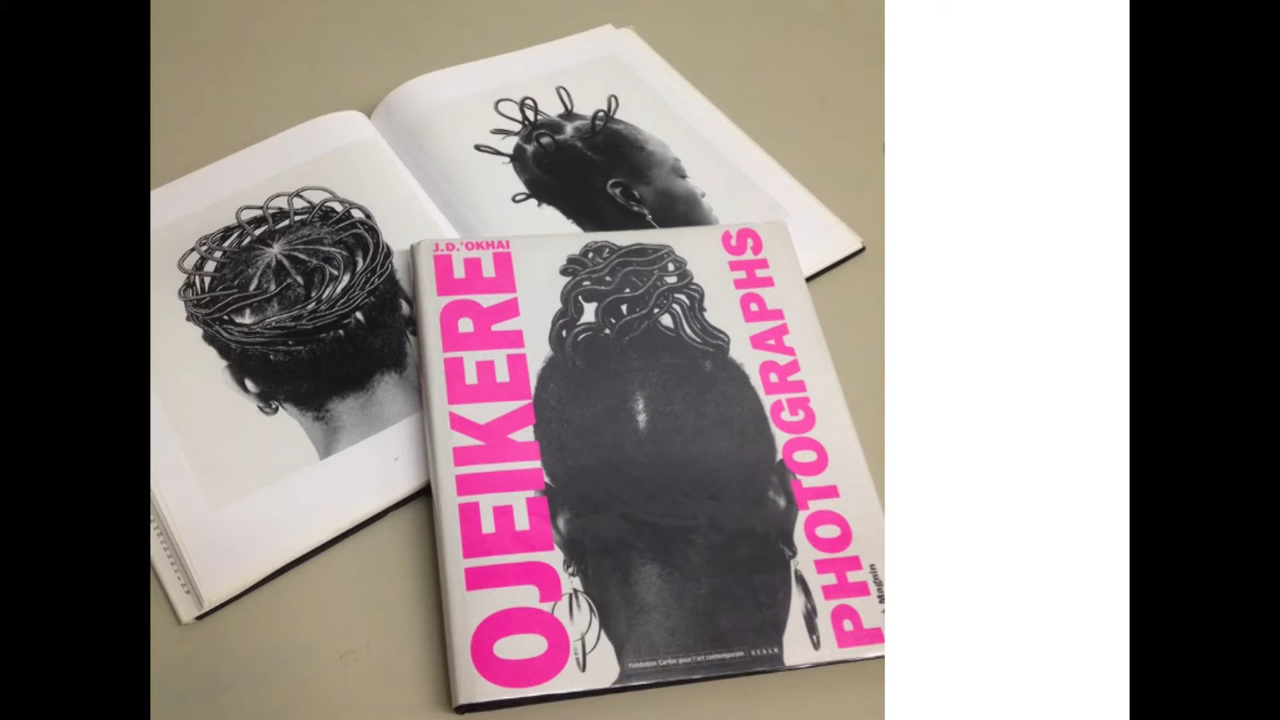 J.D.'OKHAI
OJEIKERE
PHOTOGRAPHS
Magnin
Fondation Cartier pour l'art contemporain
SCALO